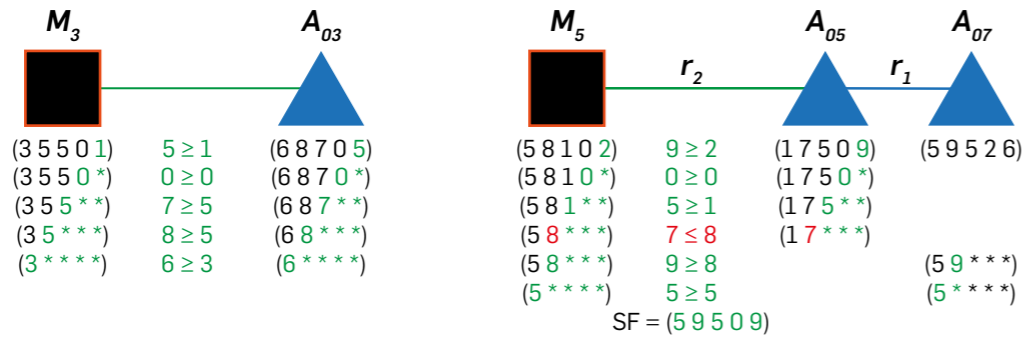 M3 A03 M5 A05 A07
r2 r1
(3 5 5 0 1) 5 ≥ 1 (6 8 7 0 5) (5 8 1 0 2) 9 ≥ 2 (1 7 5 0 9) (5 9 5 2 6)
(3 5 5 0 *) 0 ≥ 0 (6 8 7 0 *) (5 8 1 0 *) 0 ≥ 0 (1 7 5 0 *)
(3 5 5 * *) 7 ≥ 5 (6 8 7 * *) (5 8 1 * *) 5 ≥ 1 (1 7 5 * *)
(3 5 * * *) 8 ≥ 5 (6 8 * * *) (5 8 * * *) 7 ≤ 8 (1 7 * * *)
(3 * * * *) 6 ≥ 3 (6 * * * *) (5 8 * * *) 9 ≥ 8 (5 9 * * *)
(5 * * * *) 5 ≥ 5 (5 * * * *)
SF = (5 9 5 0 9)